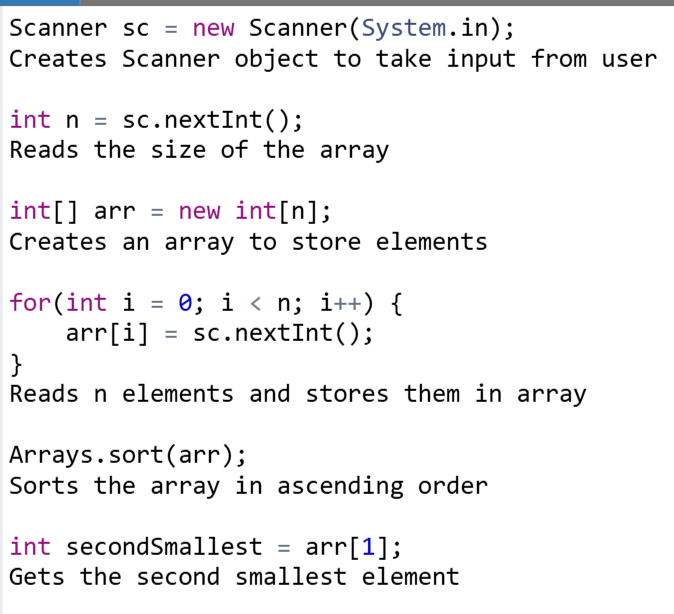 Scanner sc = new Scanner(System.in);
Creates Scanner object to take input from user
int n = sc.nextInt();
Reads the size of the array
int[] arr = new int[n];
Creates an array to store elements
for(int i = 0; i < n; i++) {
    arr[i] = sc.nextInt();
}
Reads n elements and stores them in array
Arrays.sort(arr);
Sorts the array in ascending order
int secondSmallest = arr[1];
Gets the second smallest element